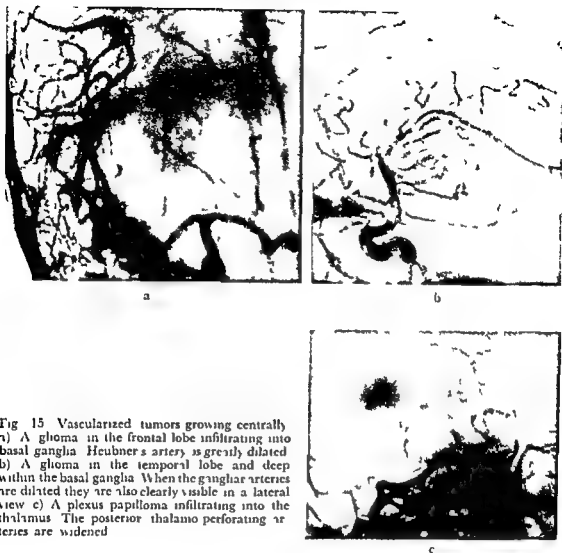 a
b
Fig 15 Vascularized tumors growing centrally
a) A glioma in the frontal lobe infiltrating into
basal ganglia Heubner s artery is greatly dilated
b) A glioma in the temporal lobe and deep
within the basal ganglia When the gangliar arteries
are dilated they are also clearly visible in a lateral
view c) A plexus papilloma infiltrating into the
thalamus The posterior thalamo perforating ar
teries are widened
c